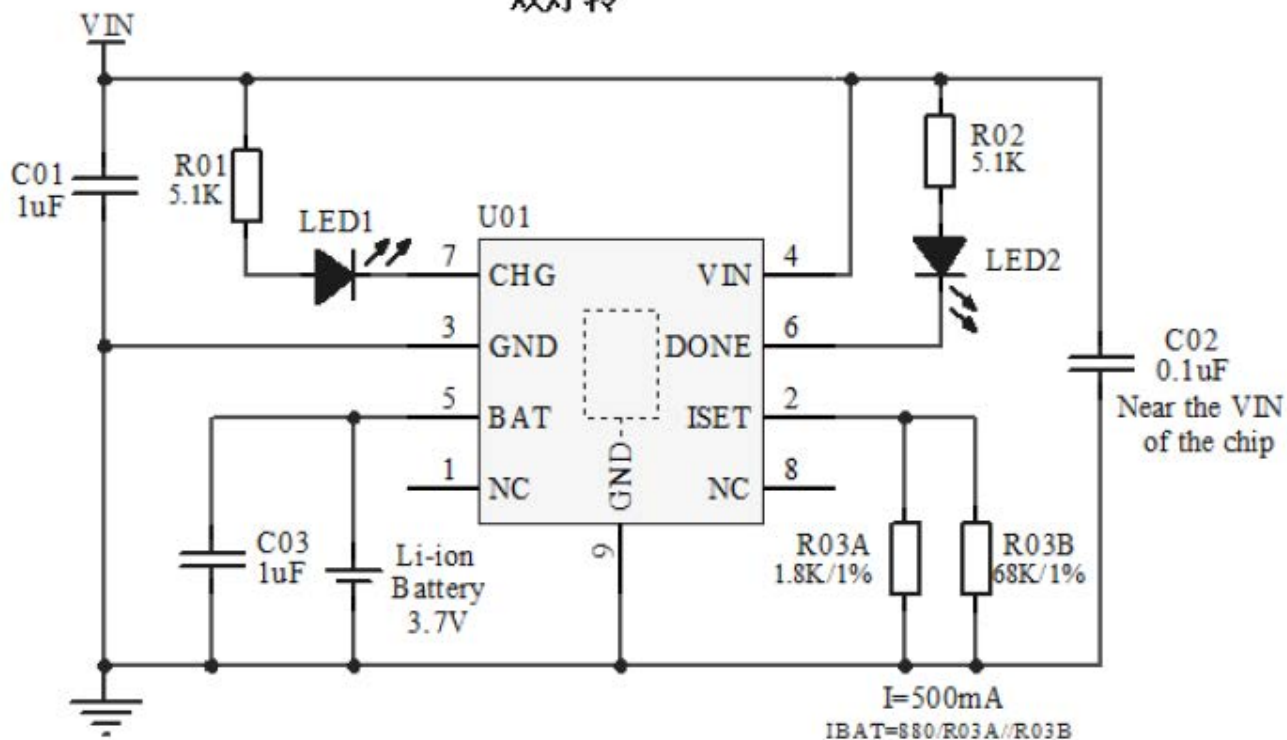 VIN
C01
1uF
R01
5.1K
LED1
U01
7
CHG
3
GND
5
BAT
1
NC
VIN
4
DONE
6
ISET
2
NC
8
GND
9
R02
5.1K
LED2
C02
0.1uF
Near the VIN
of the chip
C03
1uF
Li-ion
Battery
3.7V
R03A
1.8K/1%
R03B
68K/1%
I=500mA
IBAT=880/R03A//R03B